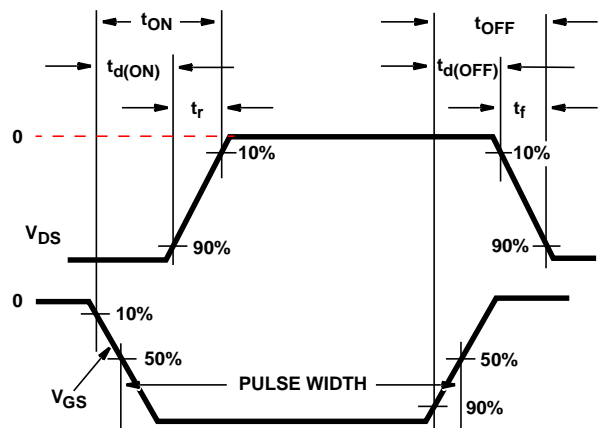 tON
tOFF
td(ON)
td(OFF)
tr
tf
0
10%
10%
VDS
90%
90%
0
10%
50%
50%
PULSE WIDTH
VGS
90%